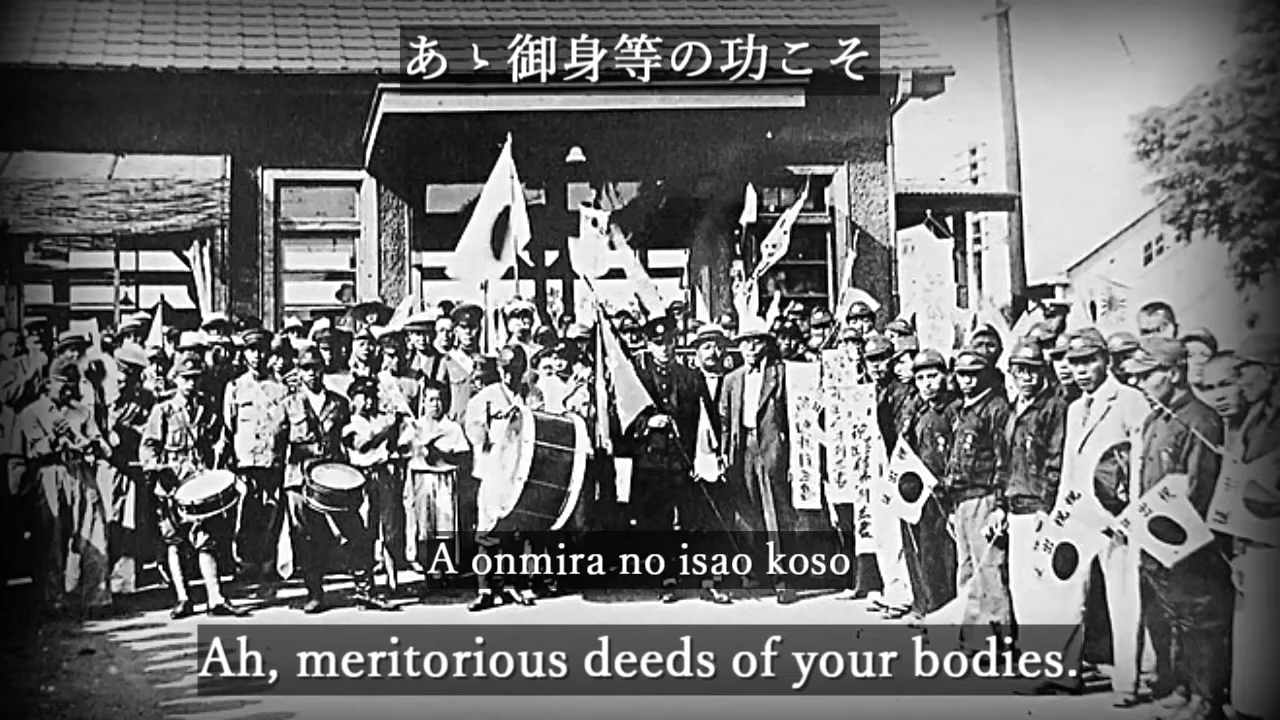 あゝ御身等の功こそ
Ā onmira no isao koso
Ah, meritorious deeds of your bodies.